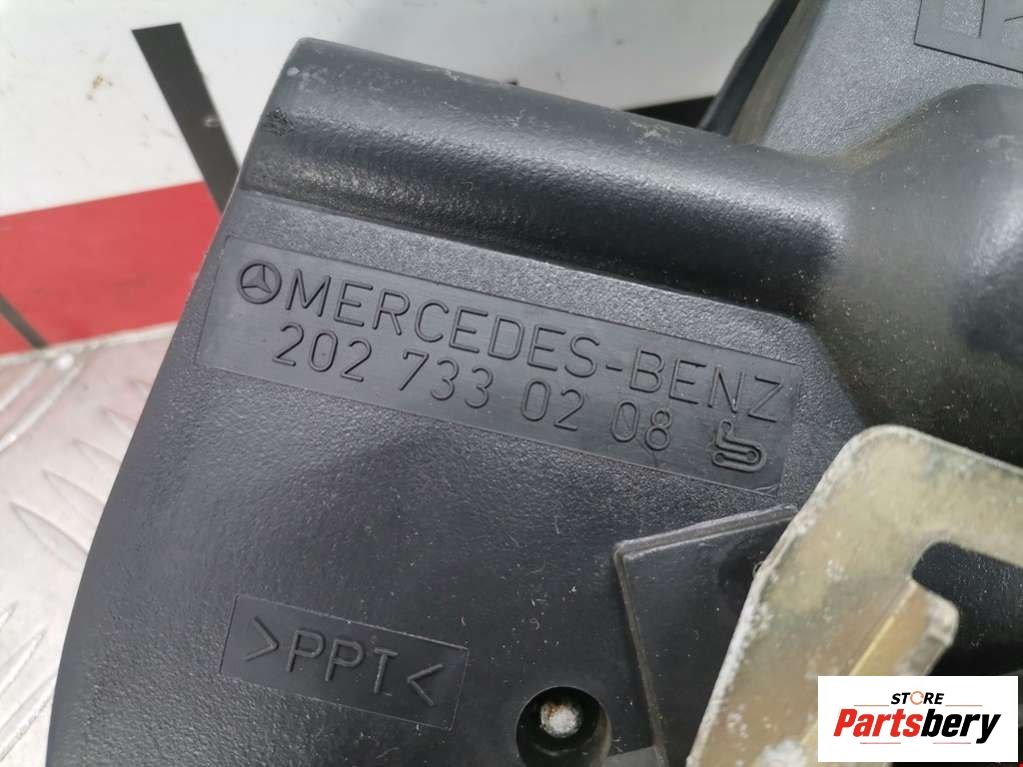 MERCEDES-BENZ
202 733 02 08
>PPT<
STORE
Partsbery